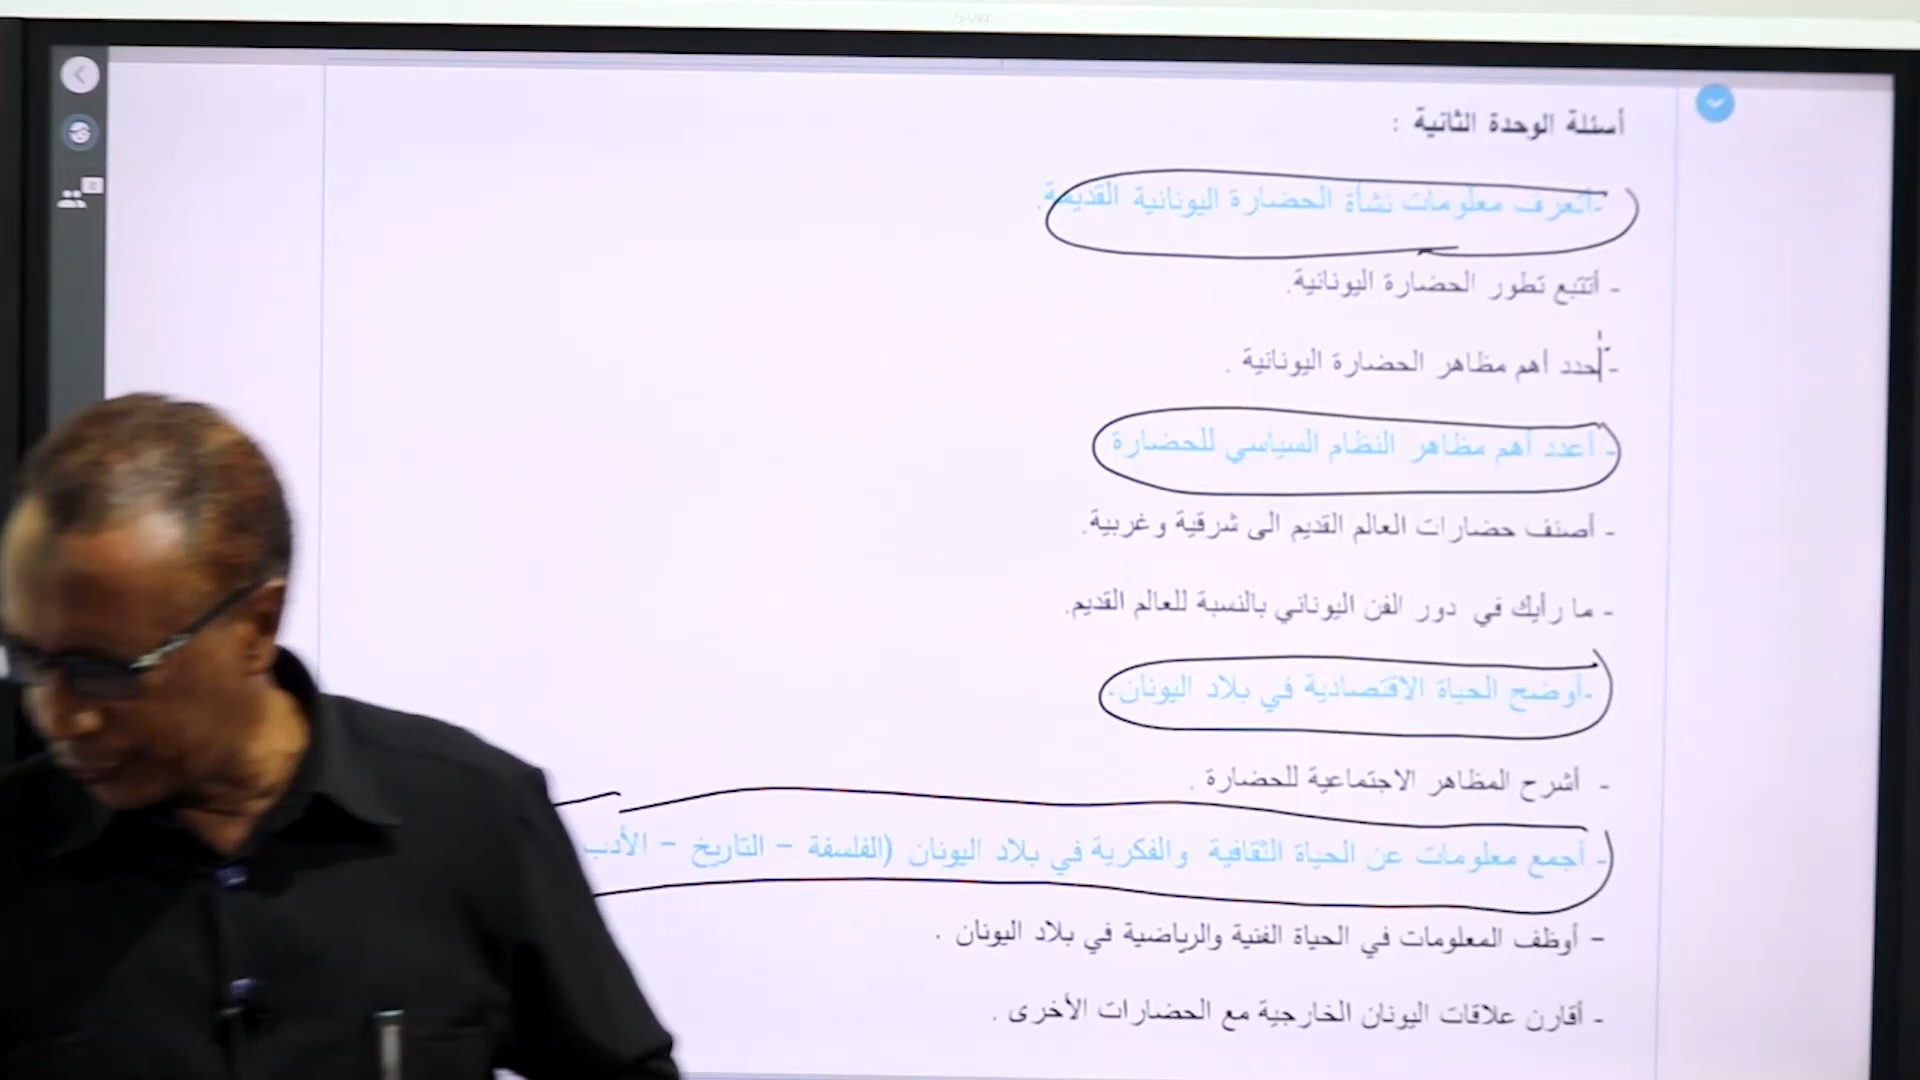 SMART
أسئلة الوحدة الثانية :
-أتعرف معلومات نشأة الحضارة اليونانية القديمة.
- أتتبع تطور الحضارة اليونانية.
- أحدد أهم مظاهر الحضارة اليونانية .
- أعدد أهم مظاهر النظام السياسي للحضارة
- أصنف حضارات العالم القديم الى شرقية وغربية.
- ما رأيك في دور الفن اليوناني بالنسبة للعالم القديم.
-أوضح الحياة الاقتصادية في بلاد اليونان.
- أشرح المظاهر الاجتماعية للحضارة .
- أجمع معلومات عن الحياة الثقافية والفكرية في بلاد اليونان (الفلسفة – التاريخ – الأدب
– أوظف المعلومات في الحياة الفنية والرياضية في بلاد اليونان .
- أقارن علاقات اليونان الخارجية مع الحضارات الأخرى .